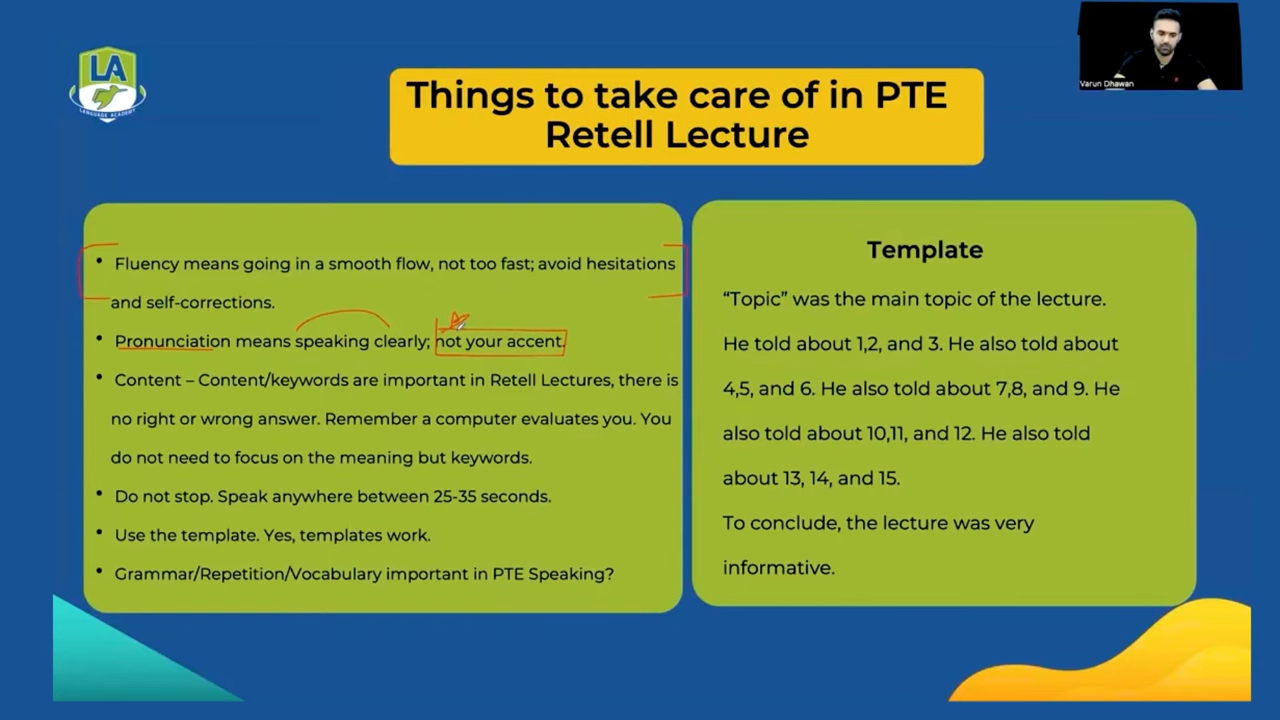 LA
LANGUAGE ACADEMY
Varun Dhawan
Things to take care of in PTE
Retell Lecture
• Fluency means going in a smooth flow, not too fast; avoid hesitations
and self-corrections.
• Pronunciation means speaking clearly; not your accent.
• Content – Content/keywords are important in Retell Lectures, there is
no right or wrong answer. Remember a computer evaluates you. You
do not need to focus on the meaning but keywords.
• Do not stop. Speak anywhere between 25-35 seconds.
• Use the template. Yes, templates work.
• Grammar/Repetition/Vocabulary important in PTE Speaking?
Template
“Topic” was the main topic of the lecture.
He told about 1,2, and 3. He also told about
4,5, and 6. He also told about 7,8, and 9. He
also told about 10,11, and 12. He also told
about 13, 14, and 15.
To conclude, the lecture was very
informative.